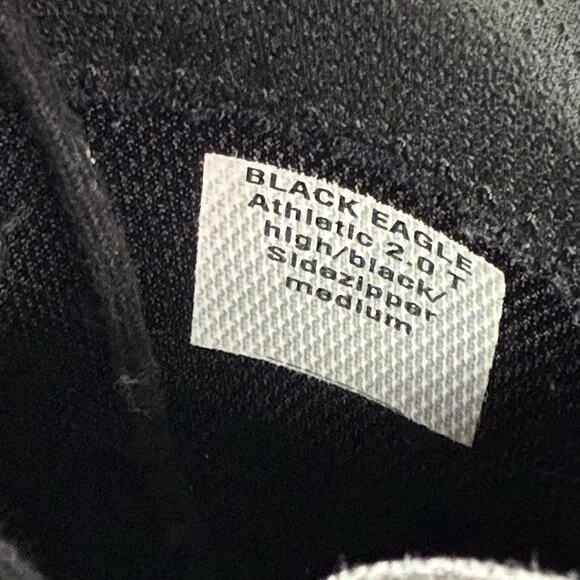 BLACK EAGLE
Athletic 2.0 T
high/black/
Sidezipper
medium